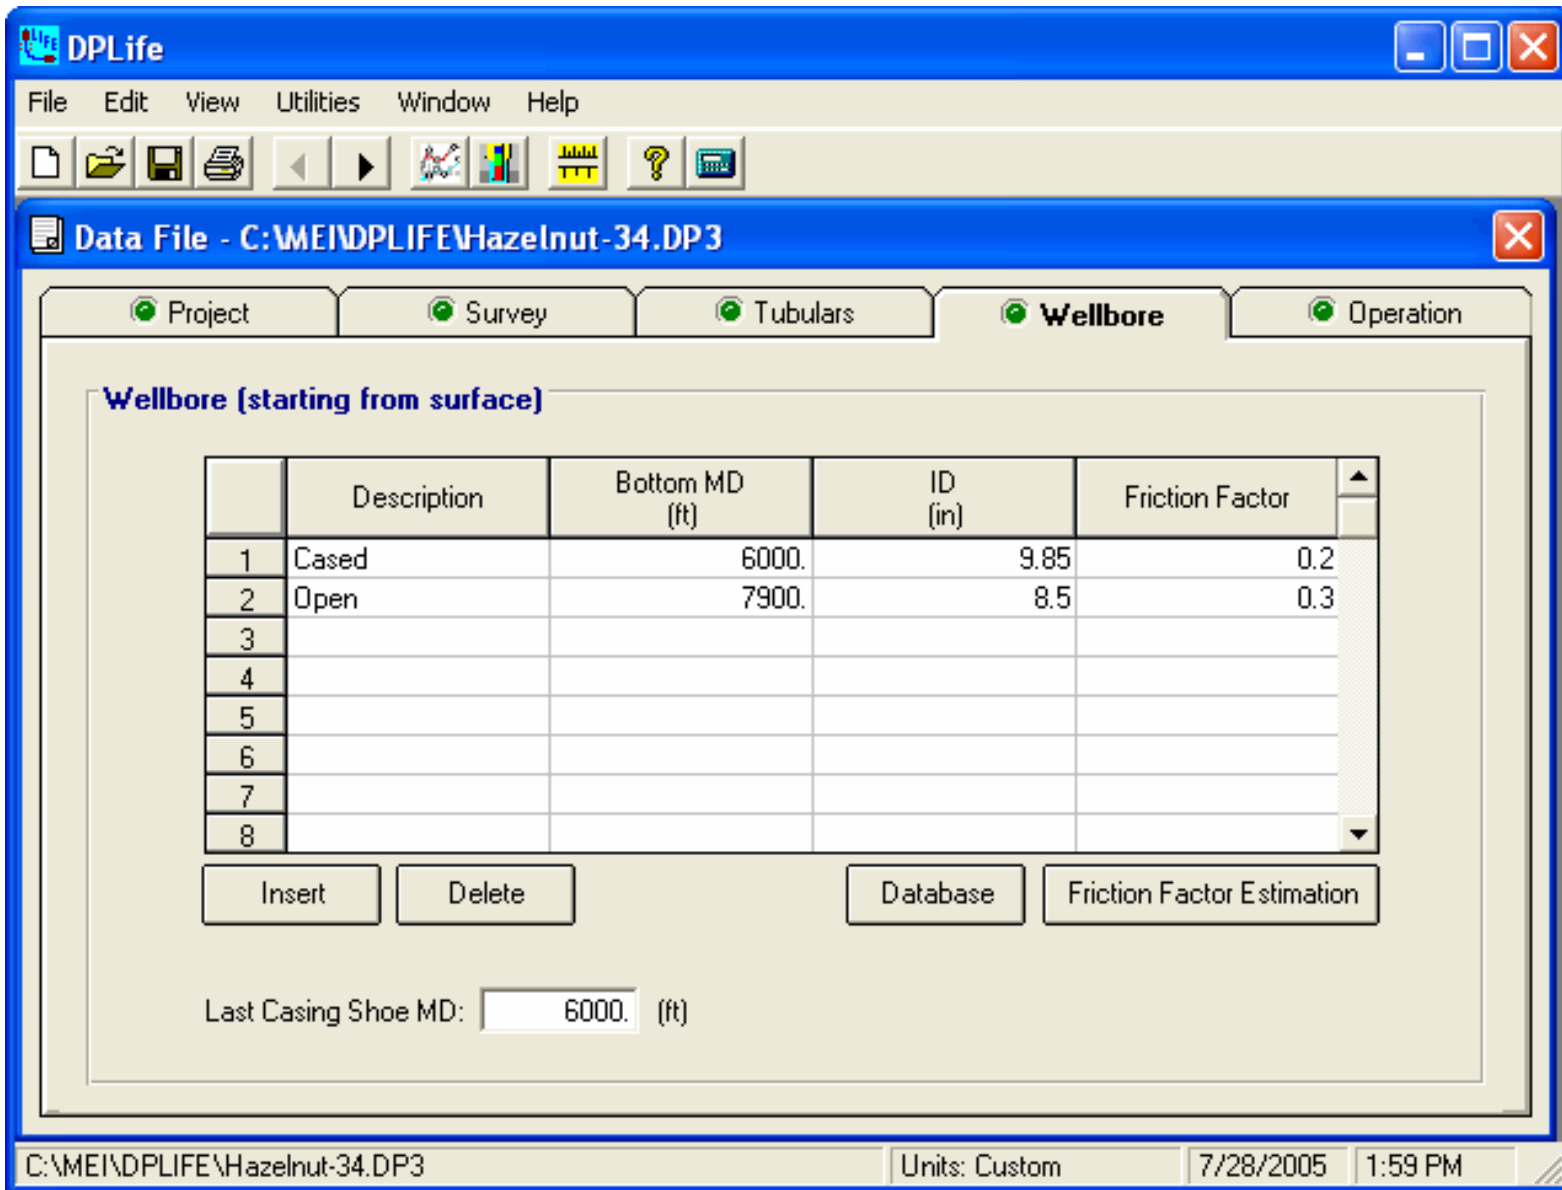 LIFE
DPLife
File Edit View Utilities Window Help
Data File - C:\MEI\DPLIFE\Hazelnut-34.DP3
Project Survey Tubulars Wellbore Operation
Wellbore (starting from surface)
Description Bottom MD (ft) ID (in) Friction Factor
1 Cased 6000. 9.85 0.2
2 Open 7900. 8.5 0.3
3
4
5
6
7
8
Insert Delete Database Friction Factor Estimation
Last Casing Shoe MD: 6000. (ft)
C:\MEI\DPLIFE\Hazelnut-34.DP3 Units: Custom 7/28/2005 1:59 PM